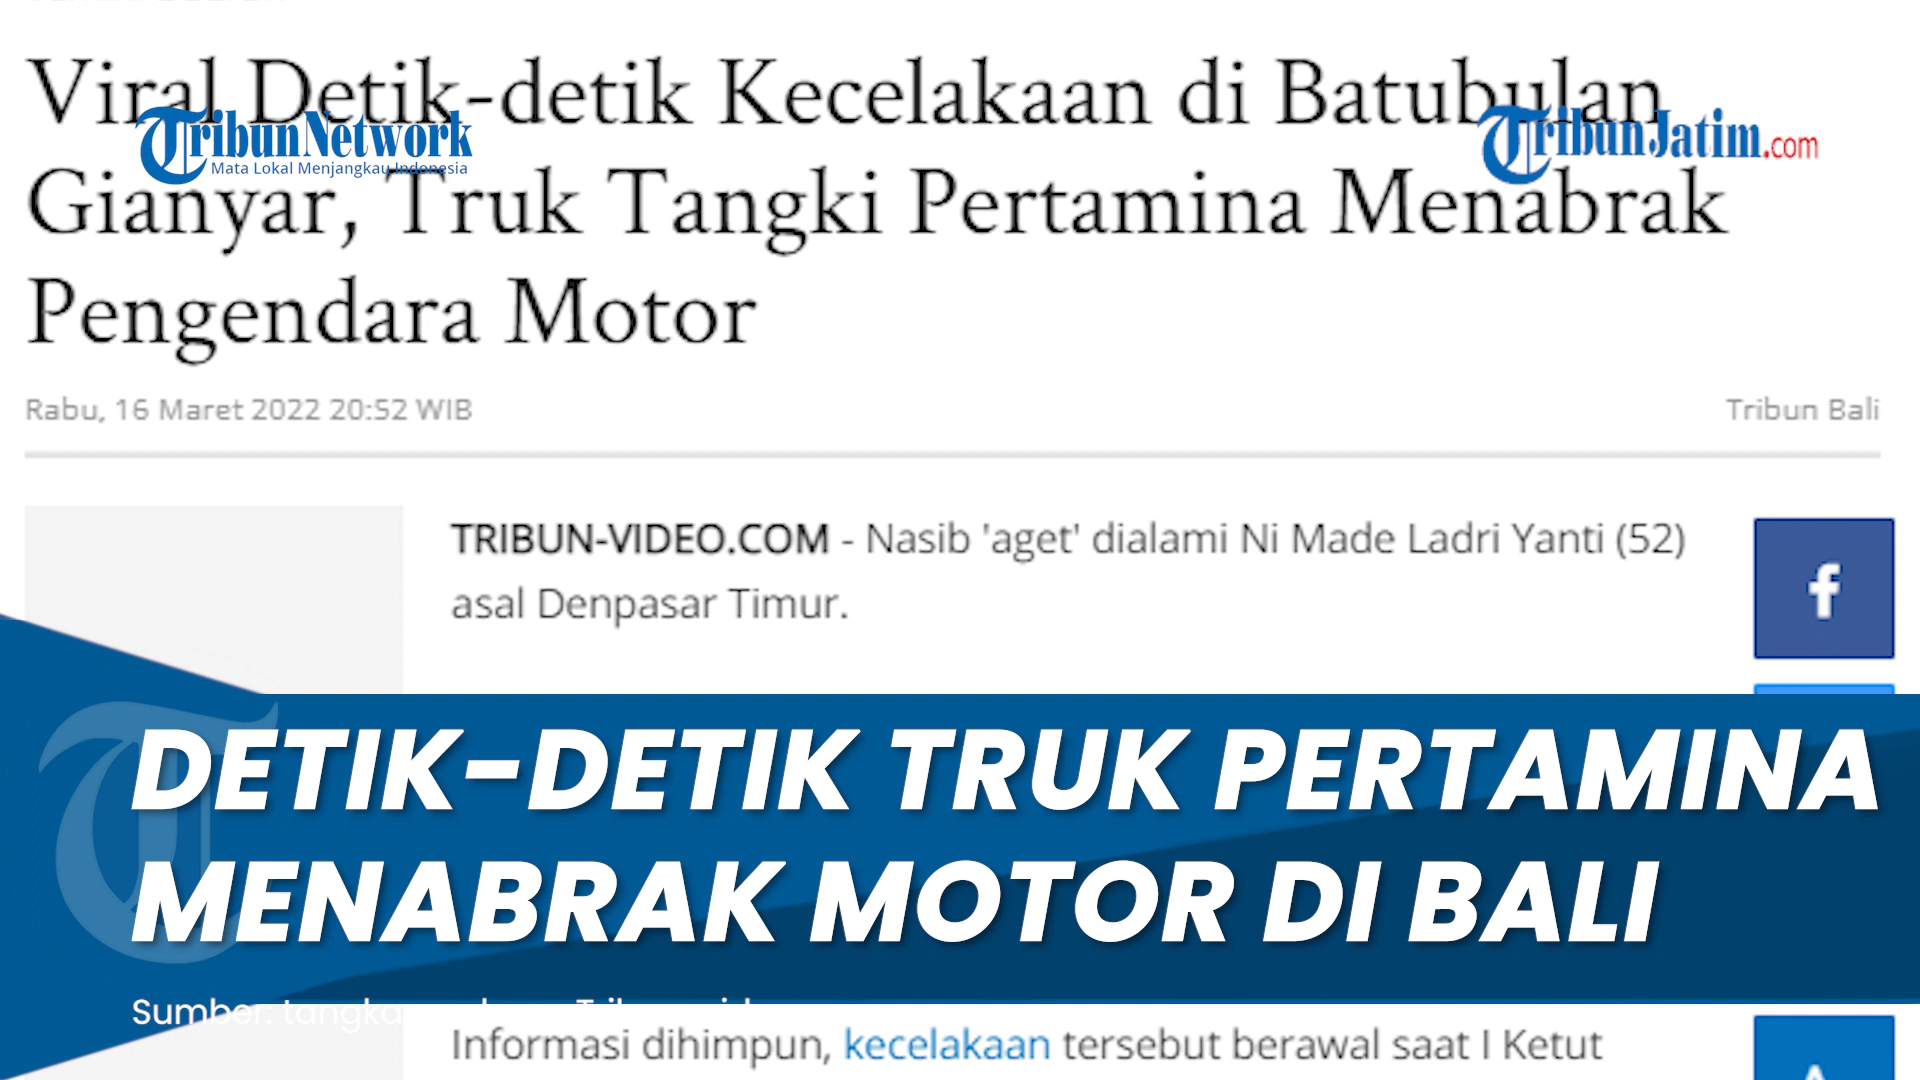 Viral Detik-detik Kecelakaan di Batubulan
TribunNetwork
Mata Lokal Menjangkau Indonesia
TribunJatim.com
Gianyar, Truk Tangki Pertamina Menabrak
Pengendara Motor
Rabu, 16 Maret 2022 20:52 WIB
Tribun Bali
TRIBUN-VIDEO.COM - Nasib 'aget' dialami Ni Made Ladri Yanti (52)
asal Denpasar Timur.
f
DETIK-DETIK TRUK PERTAMINA
MENABRAK MOTOR DI BALI
Sumber:
Informasi dihimpun, kecelakaan tersebut berawal saat I Ketut